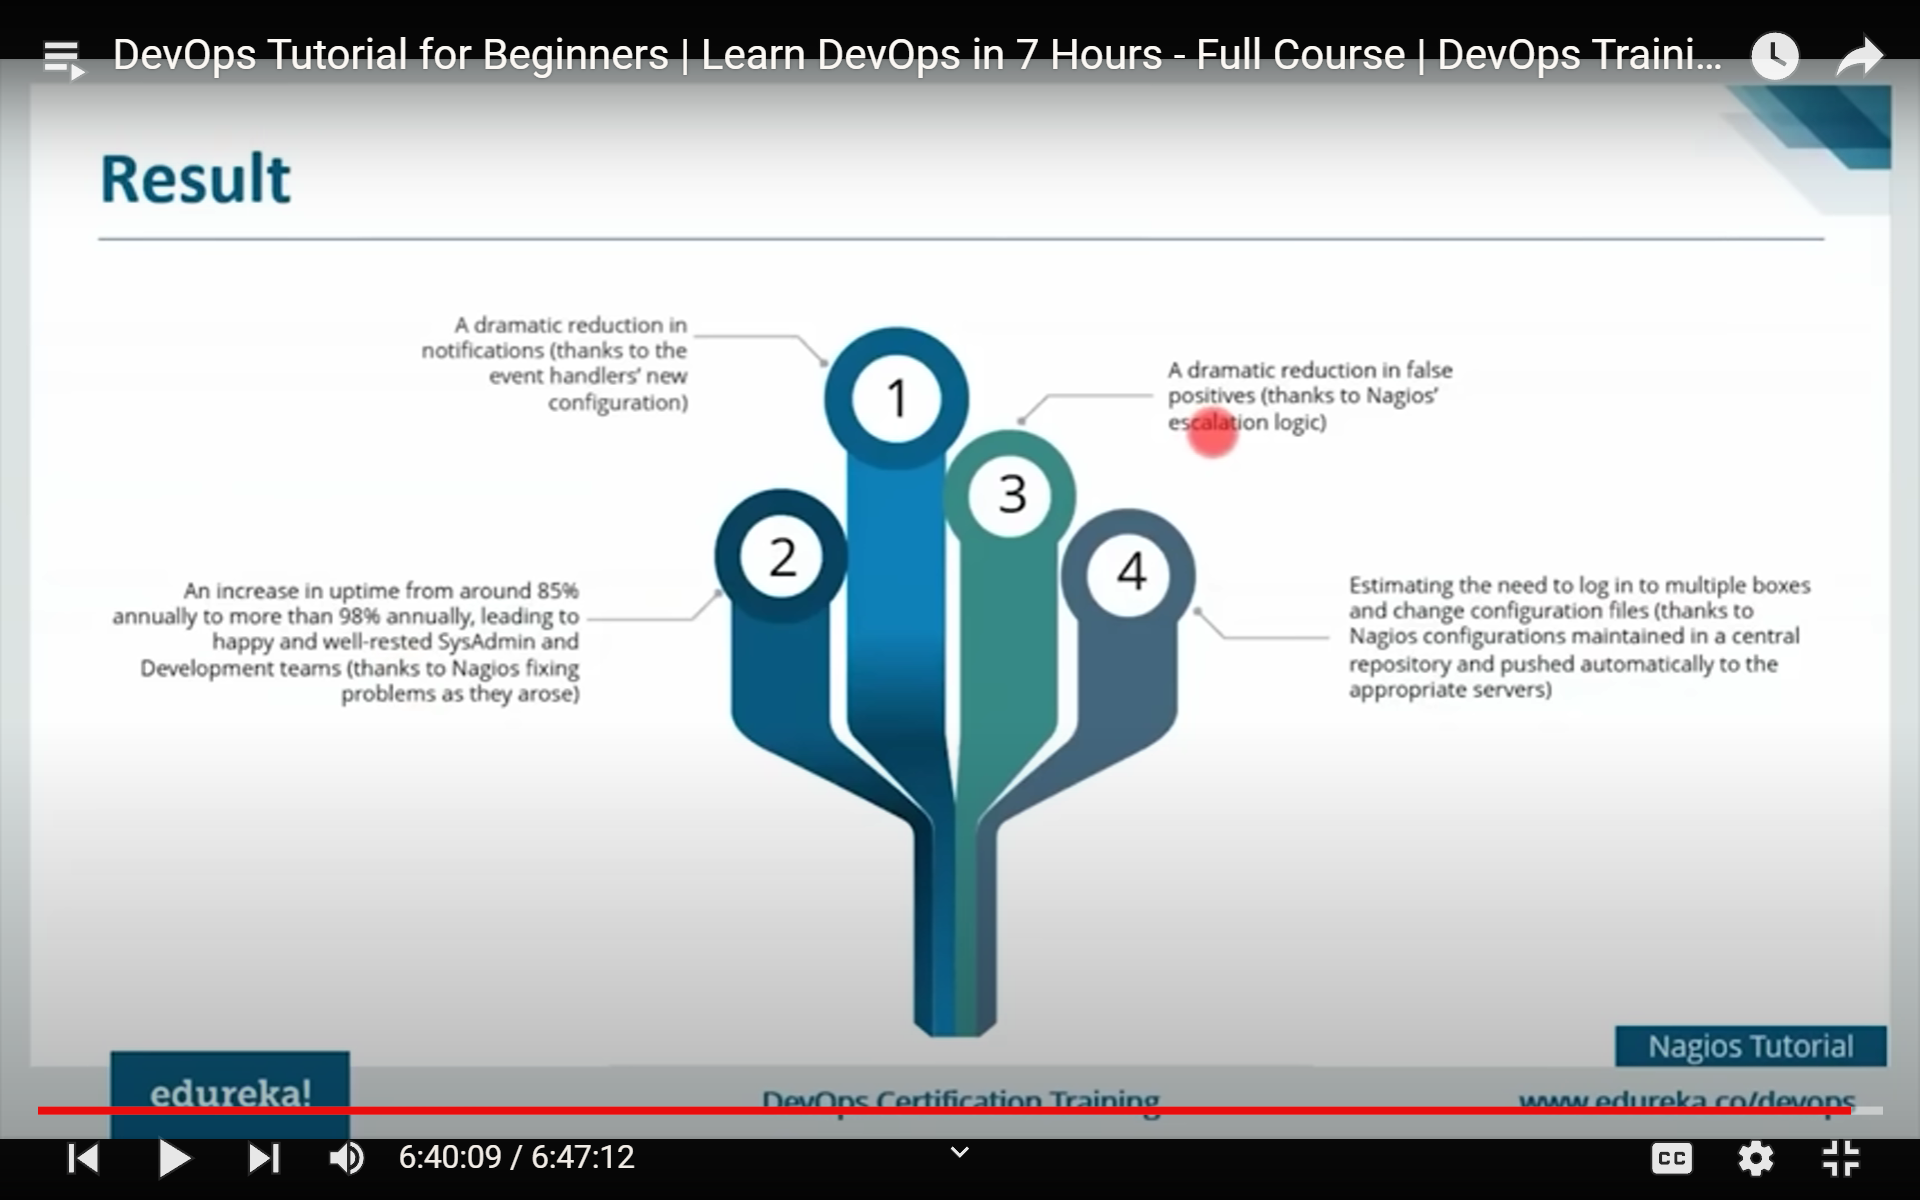 DevOps Tutorial for Beginners | Learn DevOps in 7 Hours - Full Course | DevOps Traini...
Result
A dramatic reduction in
notifications (thanks to the
event handlers' new
configuration)
1
A dramatic reduction in false
positives (thanks to Nagios'
escalation logic)
3
2
4
An increase in uptime from around 85%
annually to more than 98% annually, leading to
happy and well-rested SysAdmin and
Development teams (thanks to Nagios fixing
problems as they arose)
Estimating the need to log in to multiple boxes
and change configuration files (thanks to
Nagios configurations maintained in a central
repository and pushed automatically to the
appropriate servers)
Nagios Tutorial
edureka!
DevOps Certification Training
www.edureka.co/devops
6:40:09 / 6:47:12
CC